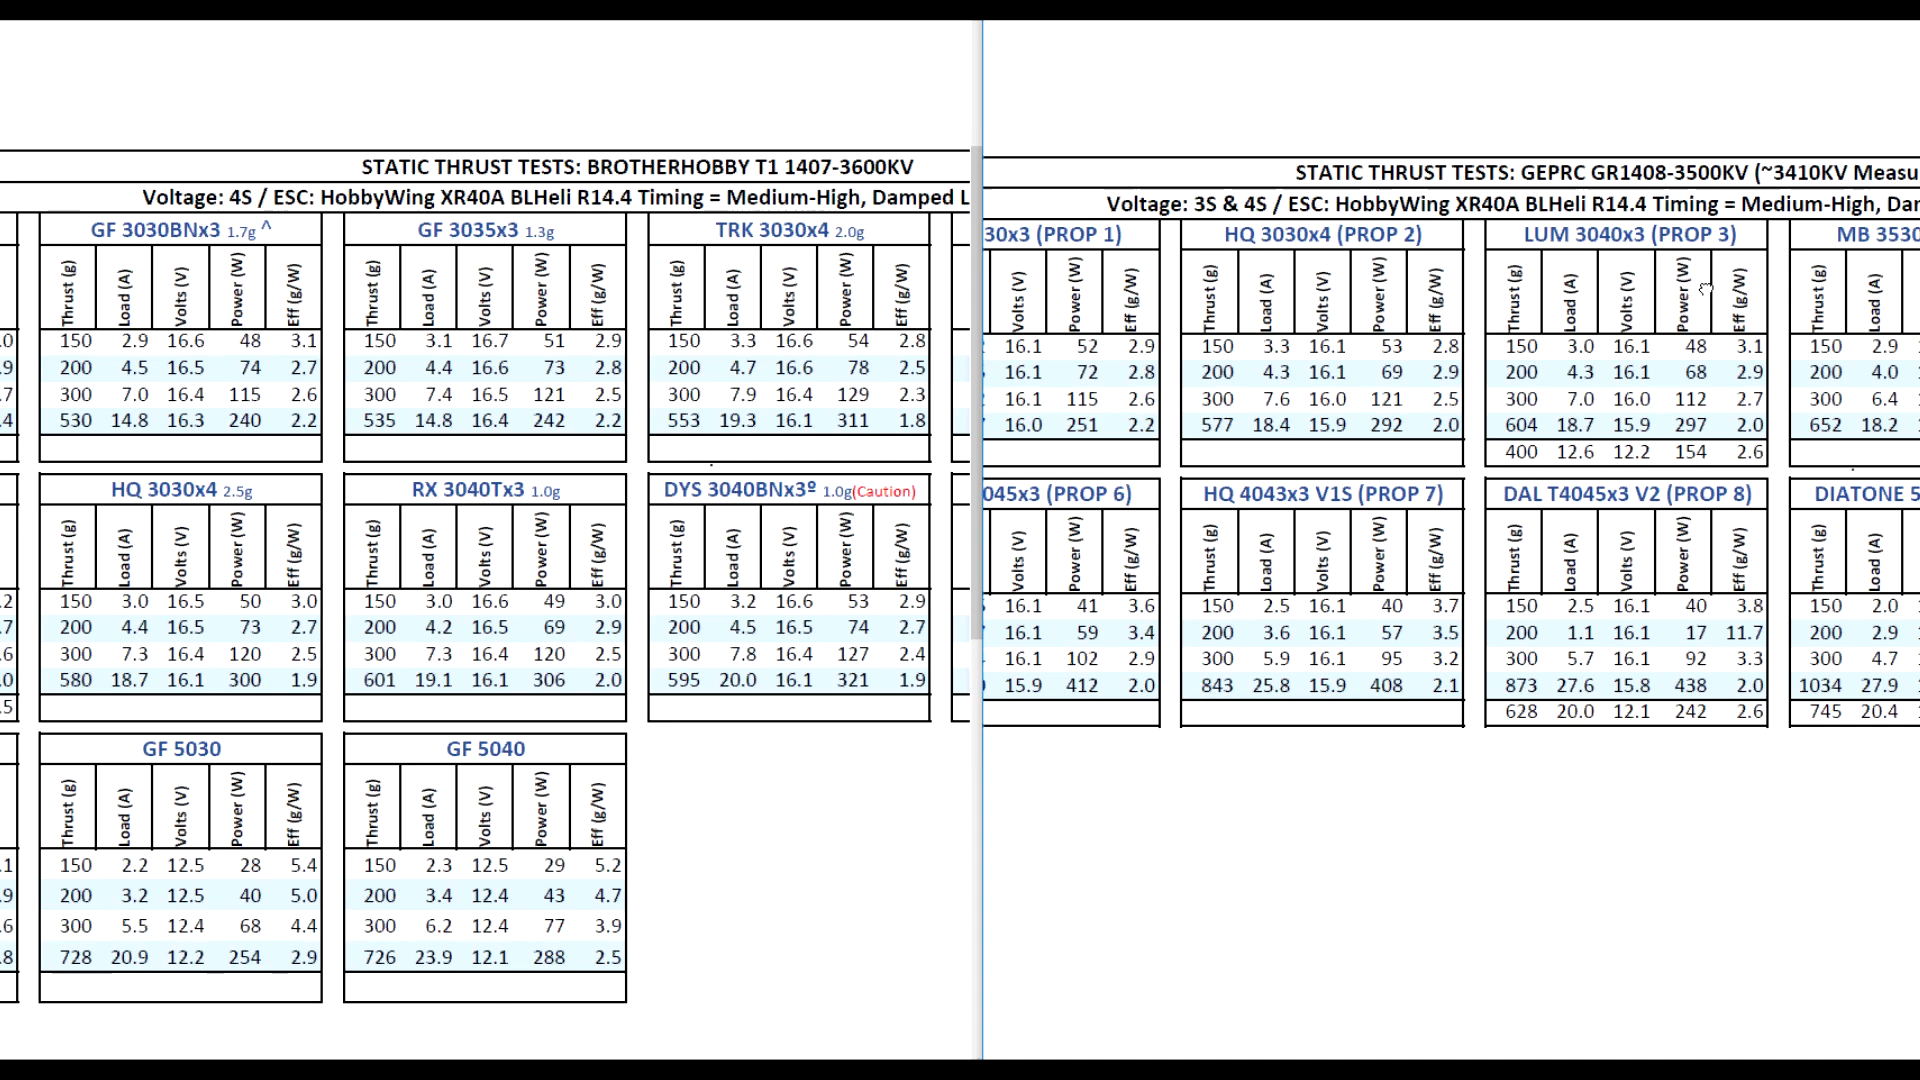 STATIC THRUST TESTS: BROTHERHOBBY T1 1407-3600KV
Voltage: 4S / ESC: HobbyWing XR40A BLHeli R14.4 Timing = Medium-High, Damped L
GF 3030BNx3 1.7g ^
Thrust (g) Load (A) Volts (V) Power (W) Eff (g/W)
150 2.9 16.6 48 3.1
200 4.5 16.5 74 2.7
300 7.0 16.4 115 2.6
530 14.8 16.3 240 2.2
GF 3035x3 1.3g
Thrust (g) Load (A) Volts (V) Power (W) Eff (g/W)
150 3.1 16.7 51 2.9
200 4.4 16.6 73 2.8
300 7.4 16.5 121 2.5
535 14.8 16.4 242 2.2
TRK 3030x4 2.0g
Thrust (g) Load (A) Volts (V) Power (W) Eff (g/W)
150 3.3 16.6 54 2.8
200 4.7 16.6 78 2.5
300 7.9 16.4 129 2.3
553 19.3 16.1 311 1.8
HQ 3030x4 2.5g
Thrust (g) Load (A) Volts (V) Power (W) Eff (g/W)
150 3.0 16.5 50 3.0
200 4.4 16.5 73 2.7
300 7.3 16.4 120 2.5
580 18.7 16.1 300 1.9
RX 3040Tx3 1.0g
Thrust (g) Load (A) Volts (V) Power (W) Eff (g/W)
150 3.0 16.6 49 3.0
200 4.2 16.5 69 2.9
300 7.3 16.4 120 2.5
601 19.1 16.1 306 2.0
DYS 3040BNx3º 1.0g(Caution)
Thrust (g) Load (A) Volts (V) Power (W) Eff (g/W)
150 3.2 16.6 53 2.9
200 4.5 16.5 74 2.7
300 7.8 16.4 127 2.4
595 20.0 16.1 321 1.9
GF 5030
Thrust (g) Load (A) Volts (V) Power (W) Eff (g/W)
150 2.2 12.5 28 5.4
200 3.2 12.5 40 5.0
300 5.5 12.4 68 4.4
728 20.9 12.2 254 2.9
GF 5040
Thrust (g) Load (A) Volts (V) Power (W) Eff (g/W)
150 2.3 12.5 29 5.2
200 3.4 12.4 43 4.7
300 6.2 12.4 77 3.9
726 23.9 12.1 288 2.5
STATIC THRUST TESTS: GEPRC GR1408-3500KV (~3410KV Measu
Voltage: 3S & 4S / ESC: HobbyWing XR40A BLHeli R14.4 Timing = Medium-High, Dar
30x3 (PROP 1)
Volts (V) Power (W) Eff (g/W)
16.1 52 2.9
16.1 72 2.8
16.1 115 2.6
16.0 251 2.2
HQ 3030x4 (PROP 2)
Thrust (g) Load (A) Volts (V) Power (W) Eff (g/W)
150 3.3 16.1 53 2.8
200 4.3 16.1 69 2.9
300 7.6 16.0 121 2.5
577 18.4 15.9 292 2.0
LUM 3040x3 (PROP 3)
Thrust (g) Load (A) Volts (V) Power (W) Eff (g/W)
150 3.0 16.1 48 3.1
200 4.3 16.1 68 2.9
300 7.0 16.0 112 2.7
604 18.7 15.9 297 2.0
400 12.6 12.2 154 2.6
MB 3530
Thrust (g) Load (A)
150 2.9
200 4.0
300 6.4
652 18.2
045x3 (PROP 6)
Volts (V) Power (W) Eff (g/W)
16.1 41 3.6
16.1 59 3.4
16.1 102 2.9
15.9 412 2.0
HQ 4043x3 V1S (PROP 7)
Thrust (g) Load (A) Volts (V) Power (W) Eff (g/W)
150 2.5 16.1 40 3.7
200 3.6 16.1 57 3.5
300 5.9 16.1 95 3.2
843 25.8 15.9 408 2.1
DAL T4045x3 V2 (PROP 8)
Thrust (g) Load (A) Volts (V) Power (W) Eff (g/W)
150 2.5 16.1 40 3.8
200 1.1 16.1 17 11.7
300 5.7 16.1 92 3.3
873 27.6 15.8 438 2.0
628 20.0 12.1 242 2.6
DIATONE 5
Thrust (g) Load (A)
150 2.0
200 2.9
300 4.7
1034 27.9
745 20.4